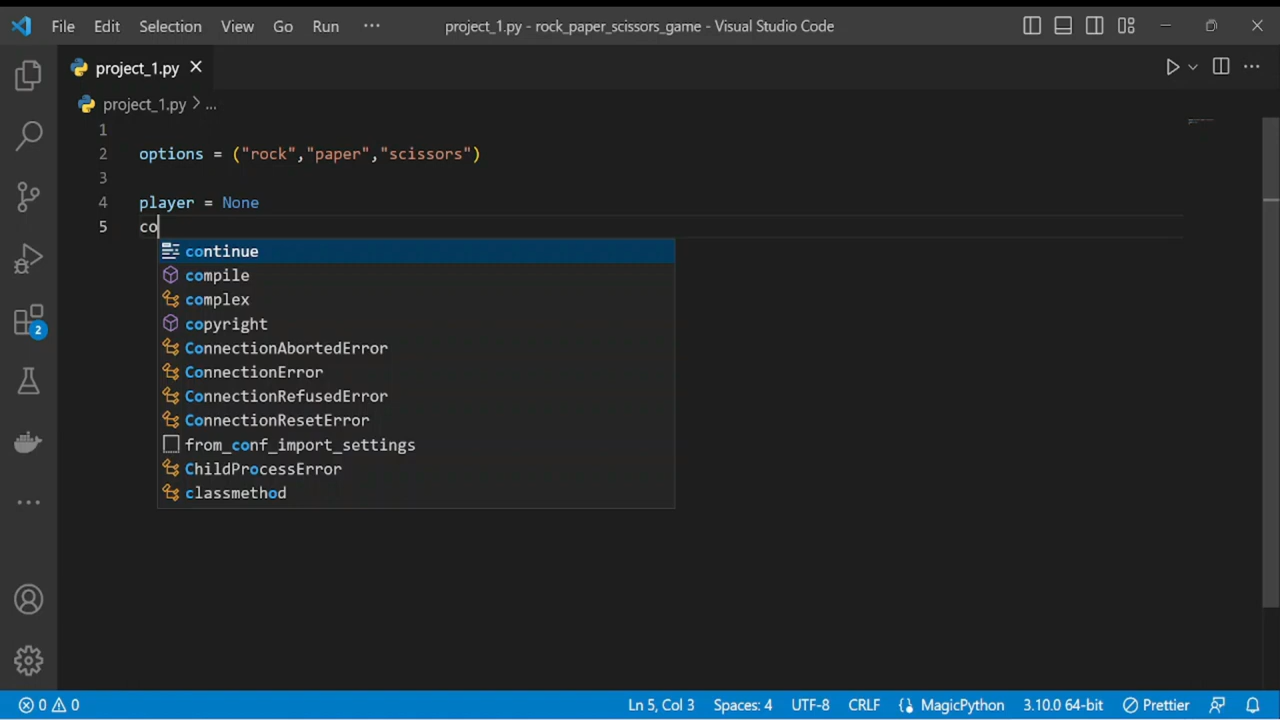 File Edit Selection View Go Run ··· project_1.py - rock_paper_scissors_game - Visual Studio Code
project_1.py
project_1.py > ...
1
2 options = ("rock","paper","scissors")
3
4 player = None
5 co
continue
compile
complex
copyright
ConnectionAbortedError
ConnectionError
ConnectionRefusedError
ConnectionResetError
from_conf_import_settings
ChildProcessError
classmethod
2
0 0 Ln 5, Col 3 Spaces: 4 UTF-8 CRLF MagicPython 3.10.0 64-bit Prettier